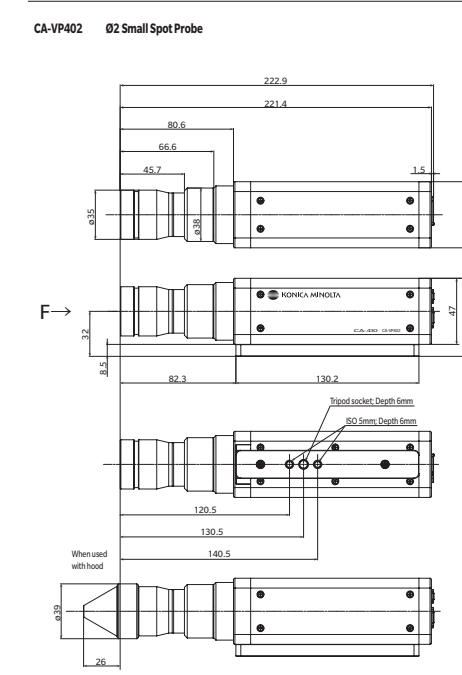 CA-VP402 Ø2 Small Spot Probe
222.9
221.4
80.6
66.6
45.7
1.5
ø35
ø38
KONICA MINOLTA
CA-410 CA-VP402
F
32
8.5
47
82.3
130.2
Tripod socket; Depth 6mm
ISO 5mm; Depth 6mm
120.5
130.5
140.5
When used
with hood
ø39
26